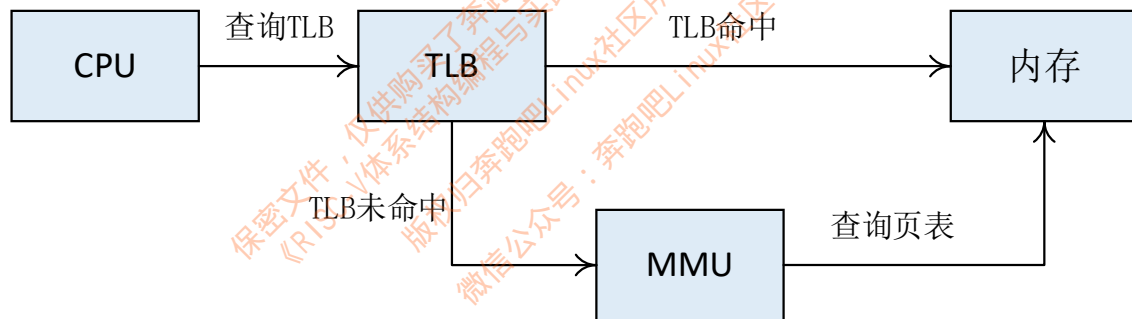 查询TLB
TLB命中
CPU
TLB
内存
TLB未命中
查询页表
MMU
保密文件，仅供购买了奔跑
《RISC-V体系结构编程与实
版权归奔跑吧Linux社区所
微信公众号：奔跑吧Linux社区